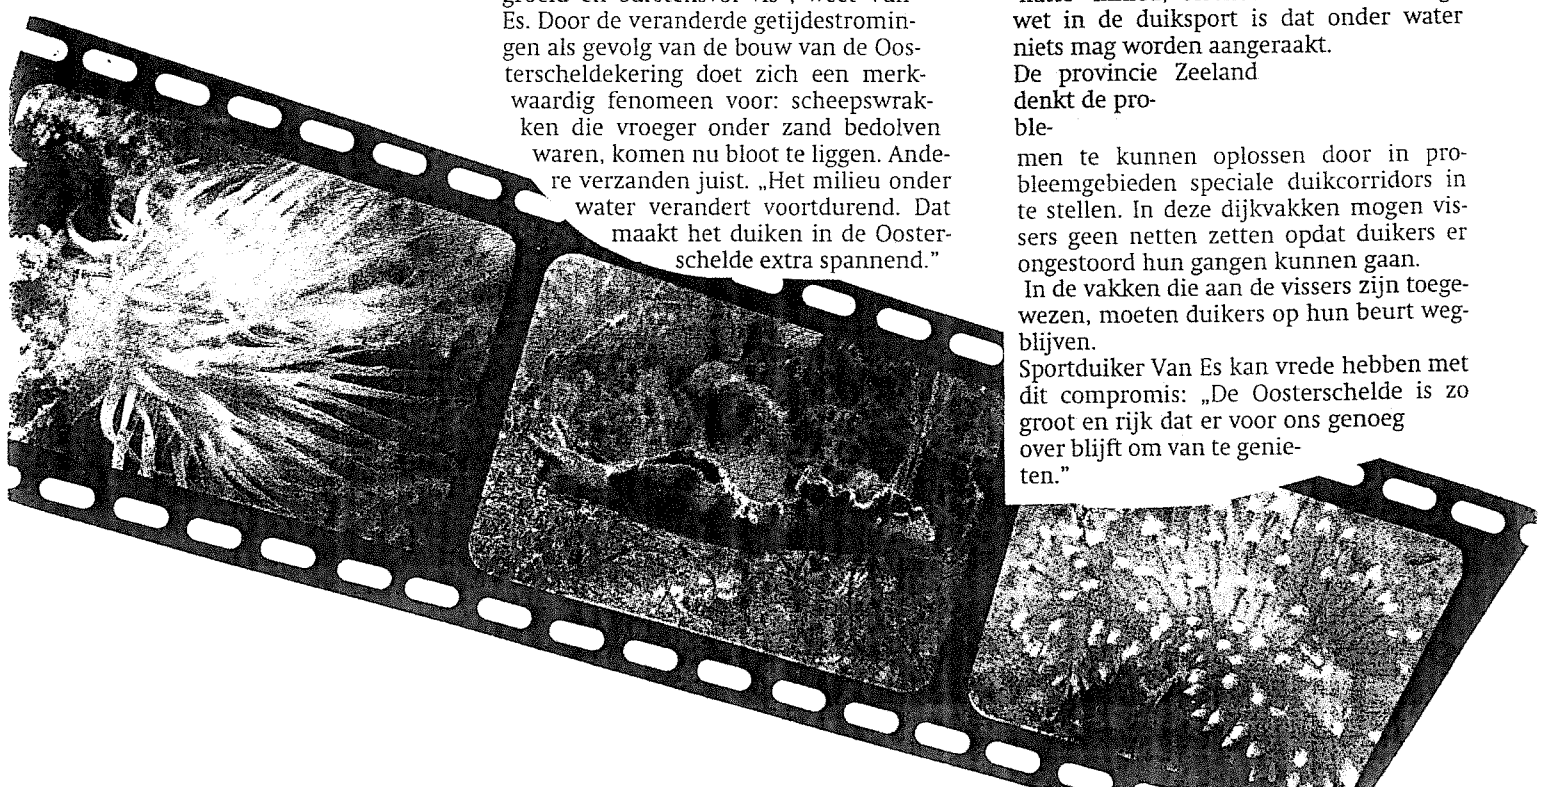 Es. Door de veranderde getijdestromin-
gen als gevolg van de bouw van de Oos-
terscheldekering doet zich een merk-
waardig fenomeen voor: scheepswrak-
ken die vroeger onder zand bedolven
waren, komen nu bloot te liggen. Ande-
re verzanden juist. „Het milieu onder
water verandert voortdurend. Dat
maakt het duiken in de Ooster-
schelde extra spannend.”
wet in de duiksport is dat onder water
niets mag worden aangeraakt.
De provincie Zeeland
denkt de pro-
ble-
men te kunnen oplossen door in pro-
bleemgebieden speciale duikcorridors in
te stellen. In deze dijkvakken mogen vis-
sers geen netten zetten opdat duikers er
ongestoord hun gangen kunnen gaan.
In de vakken die aan de vissers zijn toege-
wezen, moeten duikers op hun beurt weg-
blijven.
Sportduiker Van Es kan vrede hebben met
dit compromis: „De Oosterschelde is zo
groot en rijk dat er voor ons genoeg
over blijft om van te genie-
ten.”